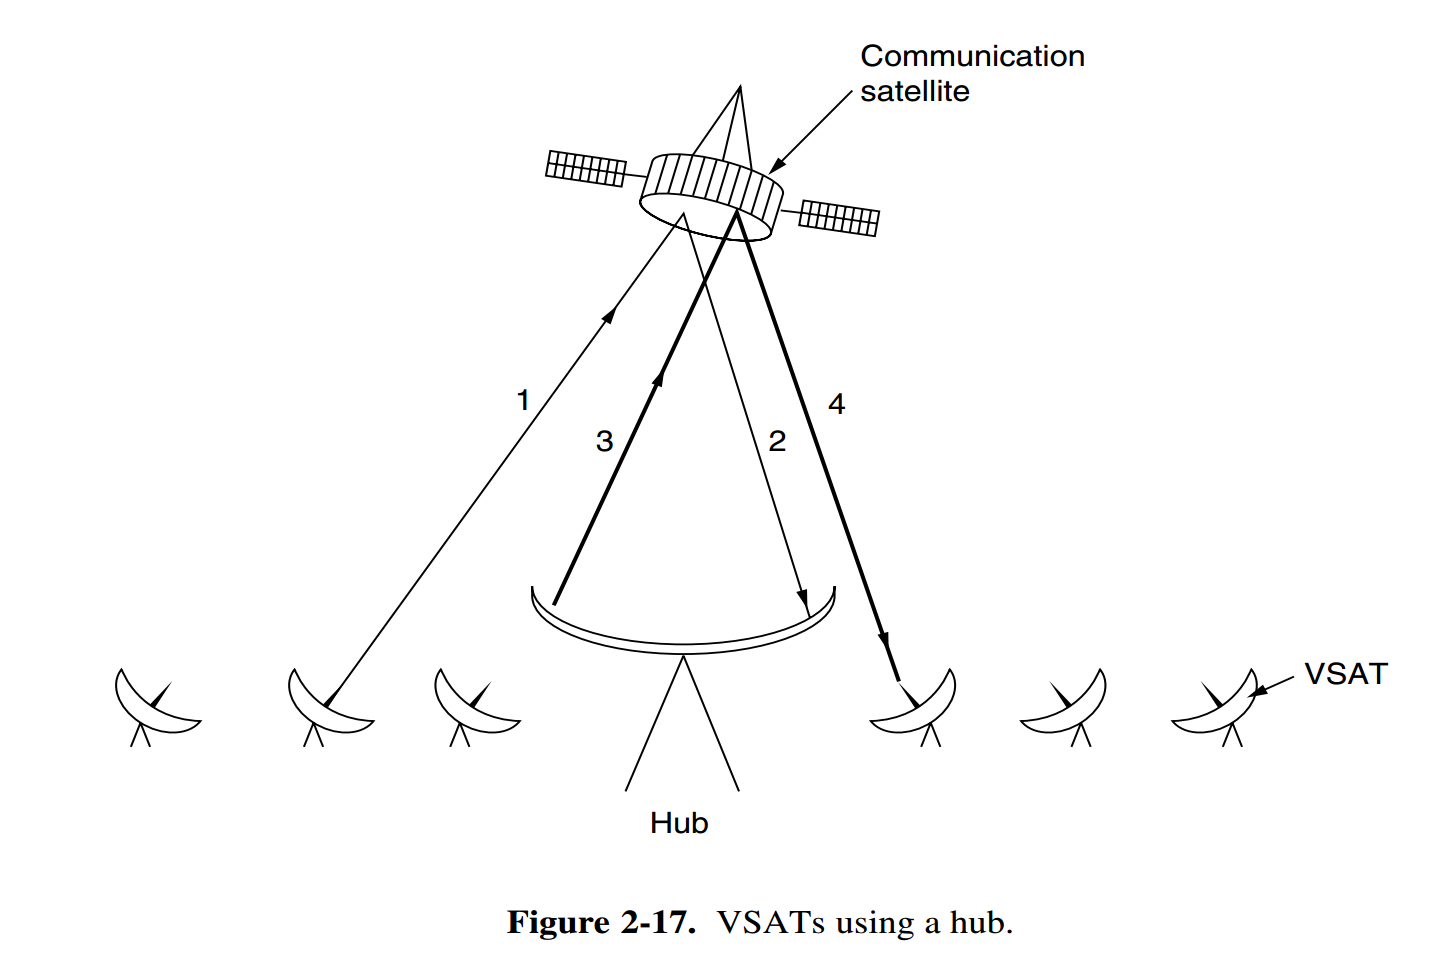 Communication
satellite
1
4
3
2
VSAT
Hub
Figure 2-17. VSATs using a hub.